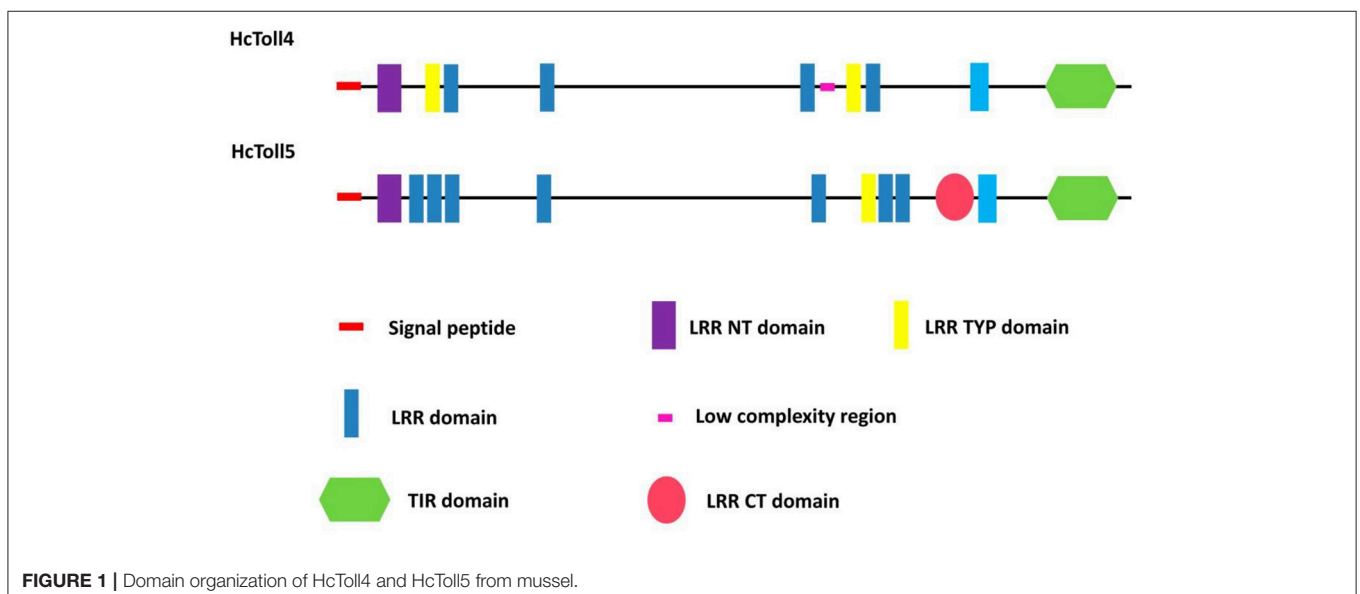 HcToll4
HcToll5
Signal peptide
LRR NT domain
LRR TYP domain
LRR domain
Low complexity region
TIR domain
LRR CT domain
FIGURE 1 | Domain organization of HcToll4 and HcToll5 from mussel.